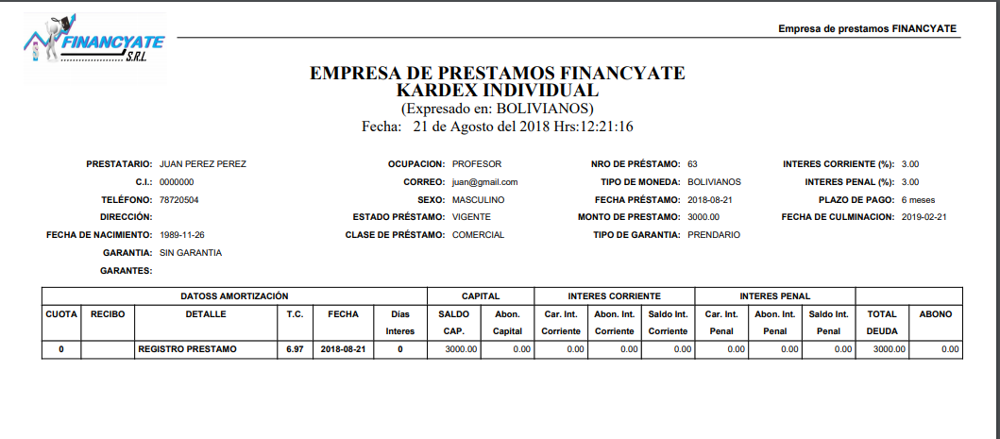 FINANCYATE
S.R.L.
Empresa de prestamos FINANCYATE
EMPRESA DE PRESTAMOS FINANCYATE
KARDEX INDIVIDUAL
(Expresado en: BOLIVIANOS)
Fecha: 21 de Agosto del 2018 Hrs:12:21:16
PRESTATARIO: JUAN PEREZ PEREZ OCUPACION: PROFESOR NRO DE PRÉSTAMO: 63 INTERES CORRIENTE (%): 3.00
C.I.: 0000000 CORREO: juan@gmail.com TIPO DE MONEDA: BOLIVIANOS INTERES PENAL (%): 3.00
TELÉFONO: 78720504 SEXO: MASCULINO FECHA PRÉSTAMO: 2018-08-21 PLAZO DE PAGO: 6 meses
DIRECCIÓN: ESTADO PRÉSTAMO: VIGENTE MONTO DE PRESTAMO: 3000.00 FECHA DE CULMINACION: 2019-02-21
FECHA DE NACIMIENTO: 1989-11-26 CLASE DE PRÉSTAMO: COMERCIAL TIPO DE GARANTIA: PRENDARIO
GARANTIA: SIN GARANTIA
GARANTES:
DATOSS AMORTIZACIÓN CAPITAL INTERES CORRIENTE INTERES PENAL
CUOTA RECIBO DETALLE T.C. FECHA Días SALDO Abon. Car. Int. Abon. Int. Saldo Int. Car. Int. Abon. Int. Saldo Int. TOTAL ABONO
Interes CAP. Capital Corriente Corriente Corriente Penal Penal Penal DEUDA
0 REGISTRO PRESTAMO 6.97 2018-08-21 0 3000.00 0.00 0.00 0.00 0.00 0.00 0.00 0.00 3000.00 0.00